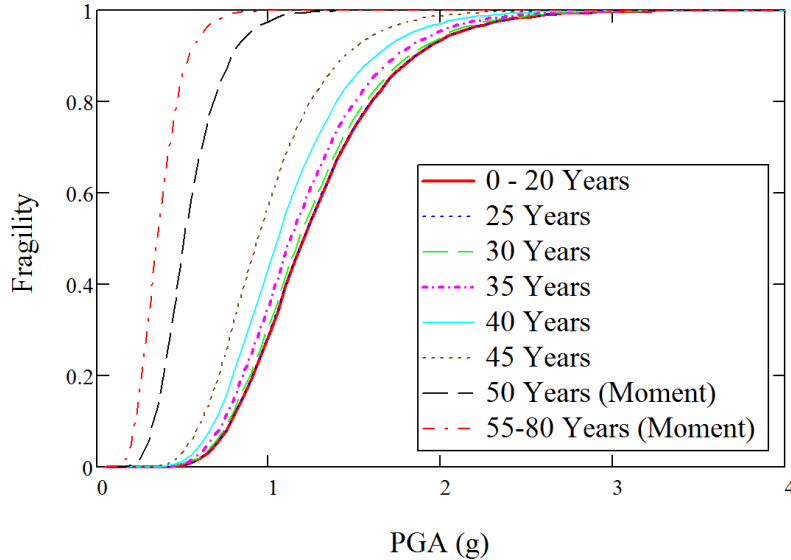 1
0.8
0.6
0.4
0.2
0
Fragility
0 - 20 Years
25 Years
30 Years
35 Years
40 Years
45 Years
50 Years (Moment)
55-80 Years (Moment)
0 1 2 3 4
PGA (g)